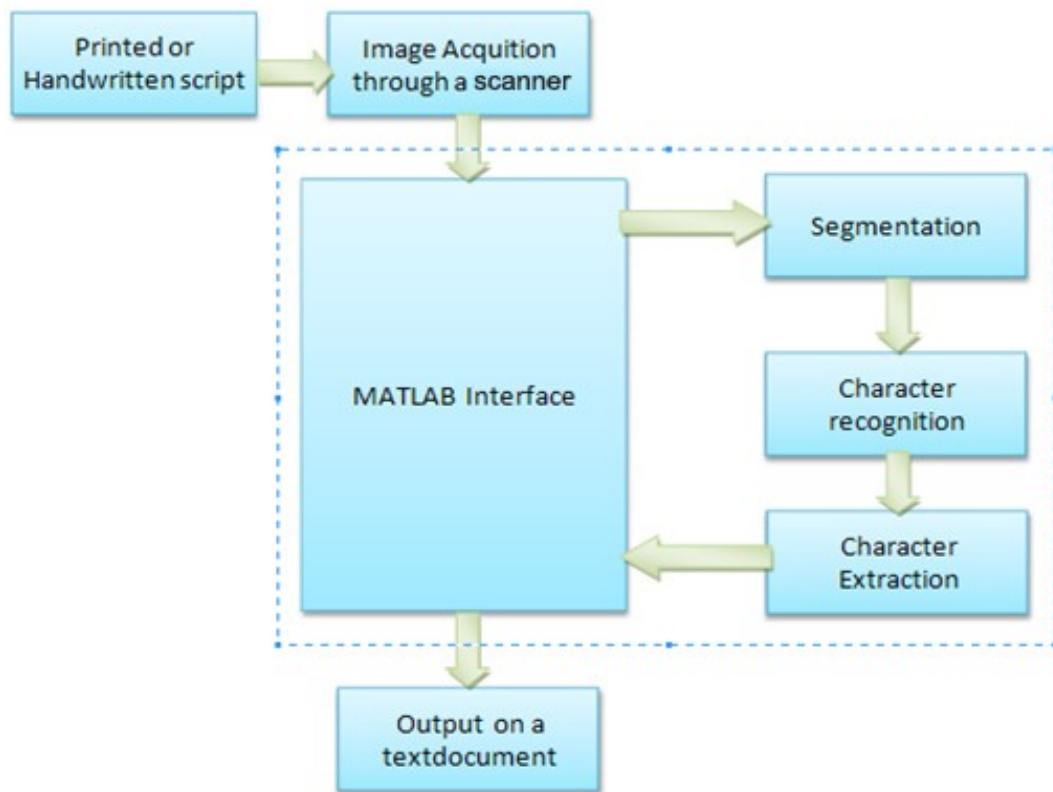 Printed or
Handwritten script
Image Acquition
through a scanner
MATLAB Interface
Segmentation
Character
recognition
Character
Extraction
Output on a
textdocument